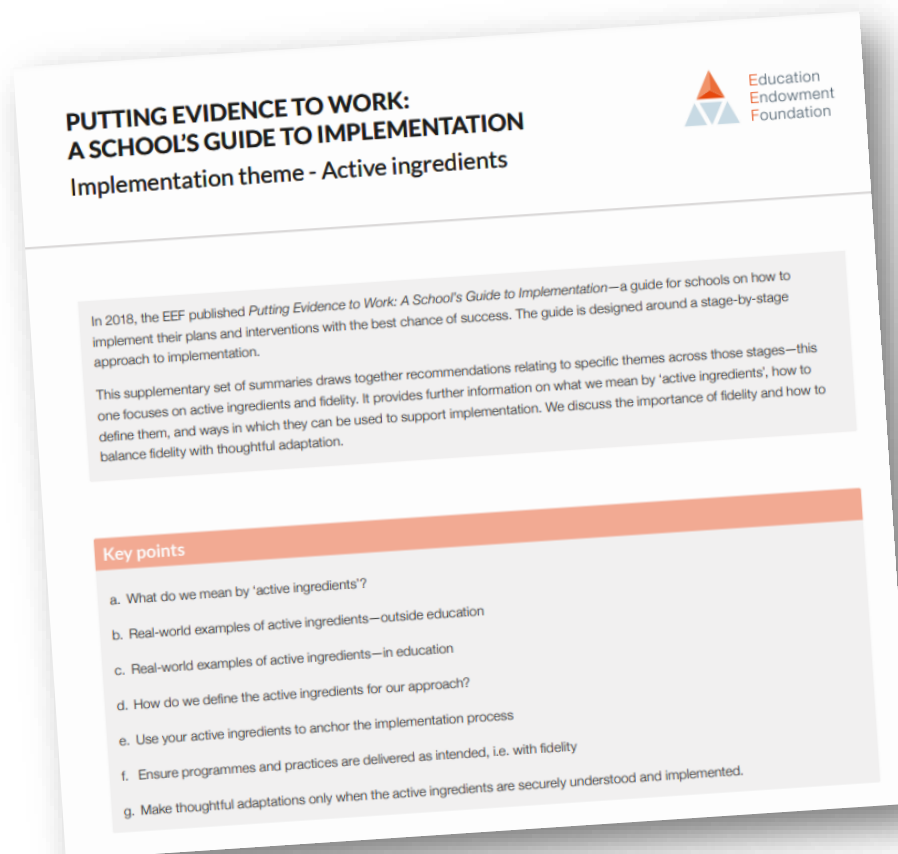 PUTTING EVIDENCE TO WORK:
A SCHOOL'S GUIDE TO IMPLEMENTATION
Implementation theme - Active ingredients
Education
Endowment
Foundation
In 2018, the EEF published Putting Evidence to Work: A School's Guide to Implementation—a guide for schools on how to
implement their plans and interventions with the best chance of success. The guide is designed around a stage-by-stage
approach to implementation.
This supplementary set of summaries draws together recommendations relating to specific themes across those stages—this
one focuses on active ingredients and fidelity. It provides further information on what we mean by 'active ingredients', how to
define them, and ways in which they can be used to support implementation. We discuss the importance of fidelity and how to
balance fidelity with thoughtful adaptation.
Key points
a. What do we mean by 'active ingredients'?
b. Real-world examples of active ingredients—outside education
c. Real-world examples of active ingredients—in education
d. How do we define the active ingredients for our approach?
e. Use your active ingredients to anchor the implementation process
f. Ensure programmes and practices are delivered as intended, i.e. with fidelity
g. Make thoughtful adaptations only when the active ingredients are securely understood and implemented.